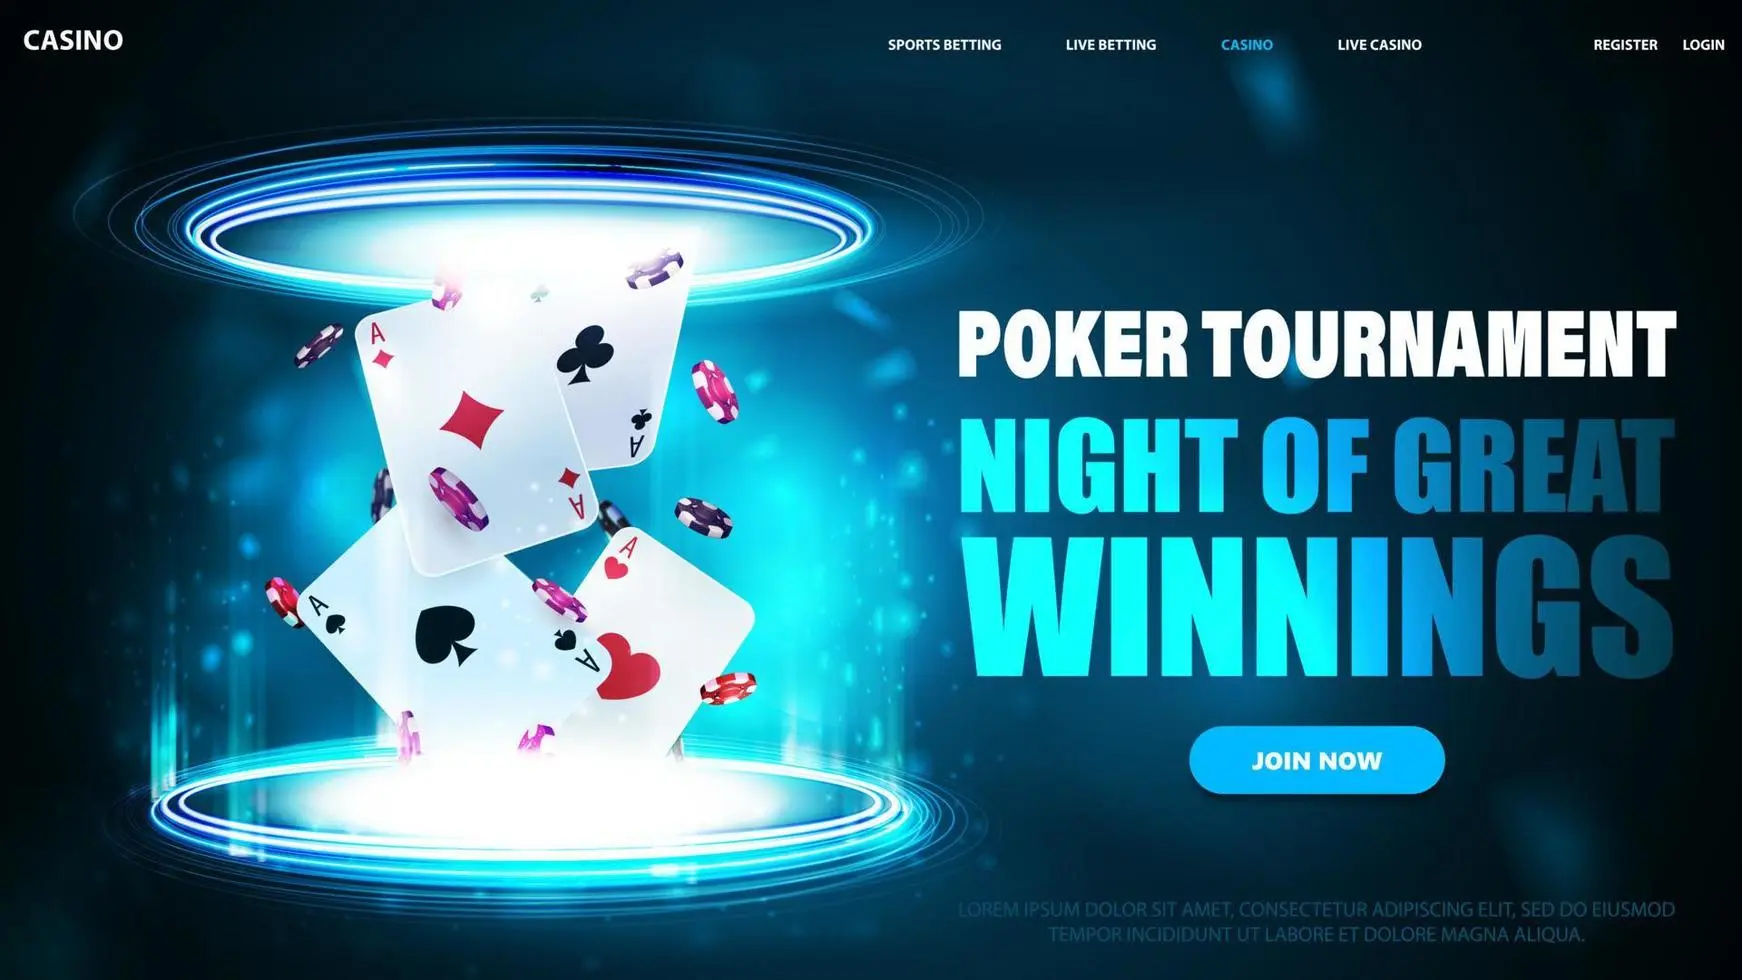 CASINO
SPORTS BETTING
LIVE BETTING
CASINO
LIVE CASINO
REGISTER
LOGIN
A
A
A
A
A
A
A
POKER TOURNAMENT
NIGHT OF GREAT
WINNINGS
JOIN NOW
LOREM IPSUM DOLOR SIT AMET, CONSECTETUR ADIPISCING ELIT, SED DO EIUSMOD
TEMPOR INCIDIDUNT UT LABORE ET DOLORE MAGNA ALIQUA.